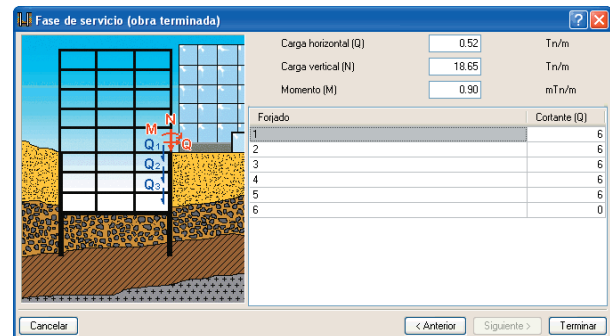 Fase de servicio (obra terminada)
Carga horizontal (Q) 0.52 Tn/m
Carga vertical (N) 18.65 Tn/m
Momento (M) 0.90 mTn/m
N
M
Q
Q1
Q2
Q3
Forjado Cortante (Q)
1 6
2 6
3 6
4 6
5 6
6 0
Cancelar < Anterior Siguiente > Terminar